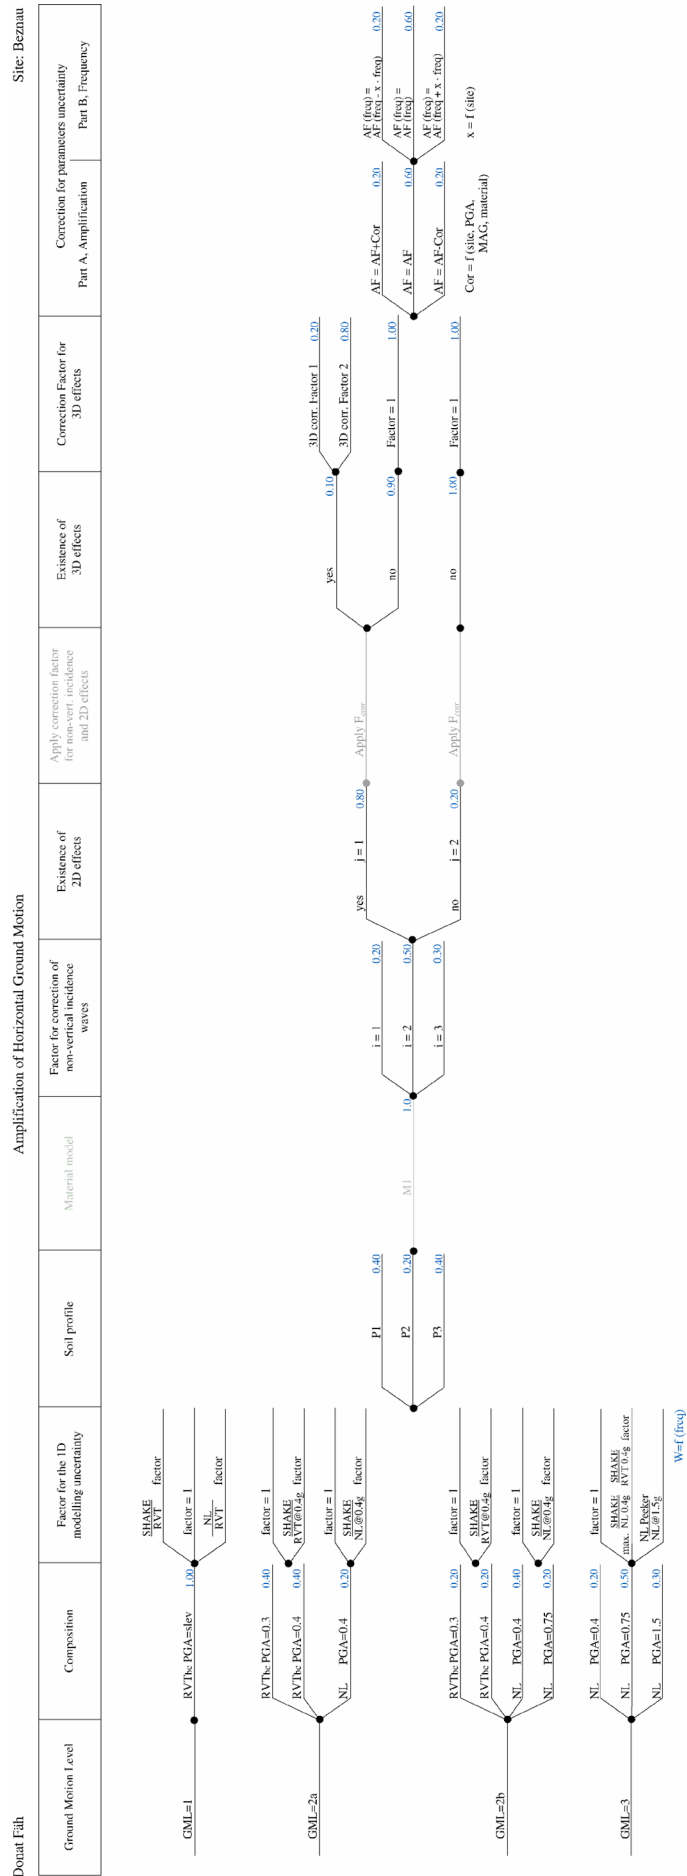 Donat Fäh
Amplification of Horizontal Ground Motion
Site: Beznau
Ground Motion Level
Composition
Factor for the 1D
modelling uncertainty
Soil profile
Material model
Factor for correction of
non-vertical incidence
waves
Existence of
2D effects
Apply correction factor
for non-vert. incidence
and 2D effects
Existence of
3D effects
Correction Factor for
3D effects
Correction for parameters uncertainty
Part A, Amplification
Part B, Frequency
GML=1
RVTbc PGA=slev
1.00
SHAKE
RVT
factor
factor = 1
NL
RVT
factor
GML=2a
RVTbc PGA=0.3
0.40
RVTbc PGA=0.4
0.40
NL PGA=0.4
0.20
factor = 1
SHAKE
RVT@0.4g
factor
factor = 1
SHAKE
NL@0.4g
factor
GML=2b
RVTbc PGA=0.3
0.20
RVTbc PGA=0.4
0.20
NL PGA=0.4
0.40
NL PGA=0.75
0.20
factor = 1
SHAKE
RVT@0.4g
factor
factor = 1
SHAKE
NL@0.4g
factor
GML=3
NL PGA=0.4
0.20
NL PGA=0.75
0.50
NL PGA=1.5
0.30
factor = 1
SHAKE SHAKE
max. NL 0.4g RVT 0.4g factor
NL Peeker
NL@1.5g
W=f (freq)
P1
0.40
P2
0.20
P3
0.40
M1
1.0
i = 1
0.20
i = 2
0.50
i = 3
0.30
yes
j = 1
0.80
no
j = 2
0.20
Apply Fcorr
Apply Fcorr
yes
0.10
no
0.90
no
1.00
3D corr. Factor 1
0.20
3D corr. Factor 2
0.80
Factor = 1
1.00
Factor = 1
1.00
AF = AF+Cor
0.20
AF = AF
0.60
AF = AF-Cor
0.20
Cor = f (site, PGA,
MAG, material)
AF (freq) =
AF (freq - x · freq)
0.20
AF (freq) =
AF (freq)
0.60
AF (freq) =
AF (freq + x · freq)
0.20
x = f (site)